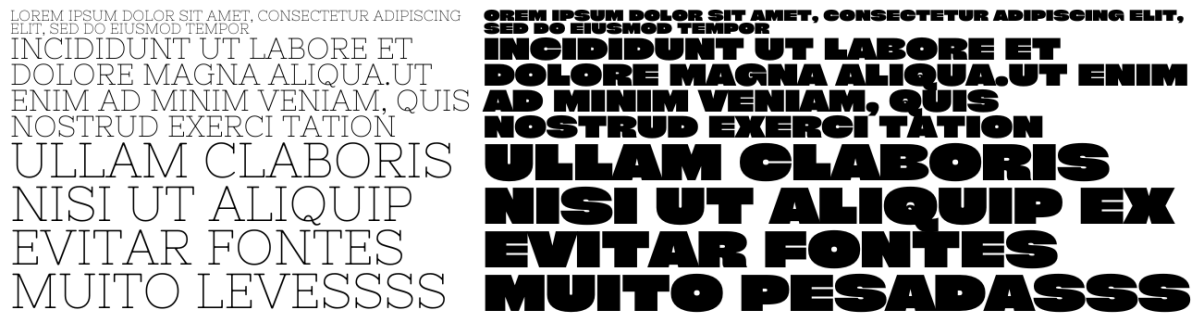 LOREM IPSUM DOLOR SIT AMET, CONSECTETUR ADIPISCING
ELIT, SED DO EIUSMOD TEMPOR
INCIDIDUNT UT LABORE ET
DOLORE MAGNA ALIQUA.UT
ENIM AD MINIM VENIAM, QUIS
NOSTRUD EXERCI TATION
ULLAM CLABORIS
NISI UT ALIQUIP
EVITAR FONTES
MUITO LEVESSSS
OREM IPSUM DOLOR SIT AMET, CONSECTETUR ADIPISCING ELIT,
SED DO EIUSMOD TEMPOR
INCIDIDUNT UT LABORE ET
DOLORE MAGNA ALIQUA.UT ENIM
AD MINIM VENIAM, QUIS
NOSTRUD EXERCI TATION
ULLAM CLABORIS
NISI UT ALIQUIP EX
EVITAR FONTES
MUITO PESADASSS